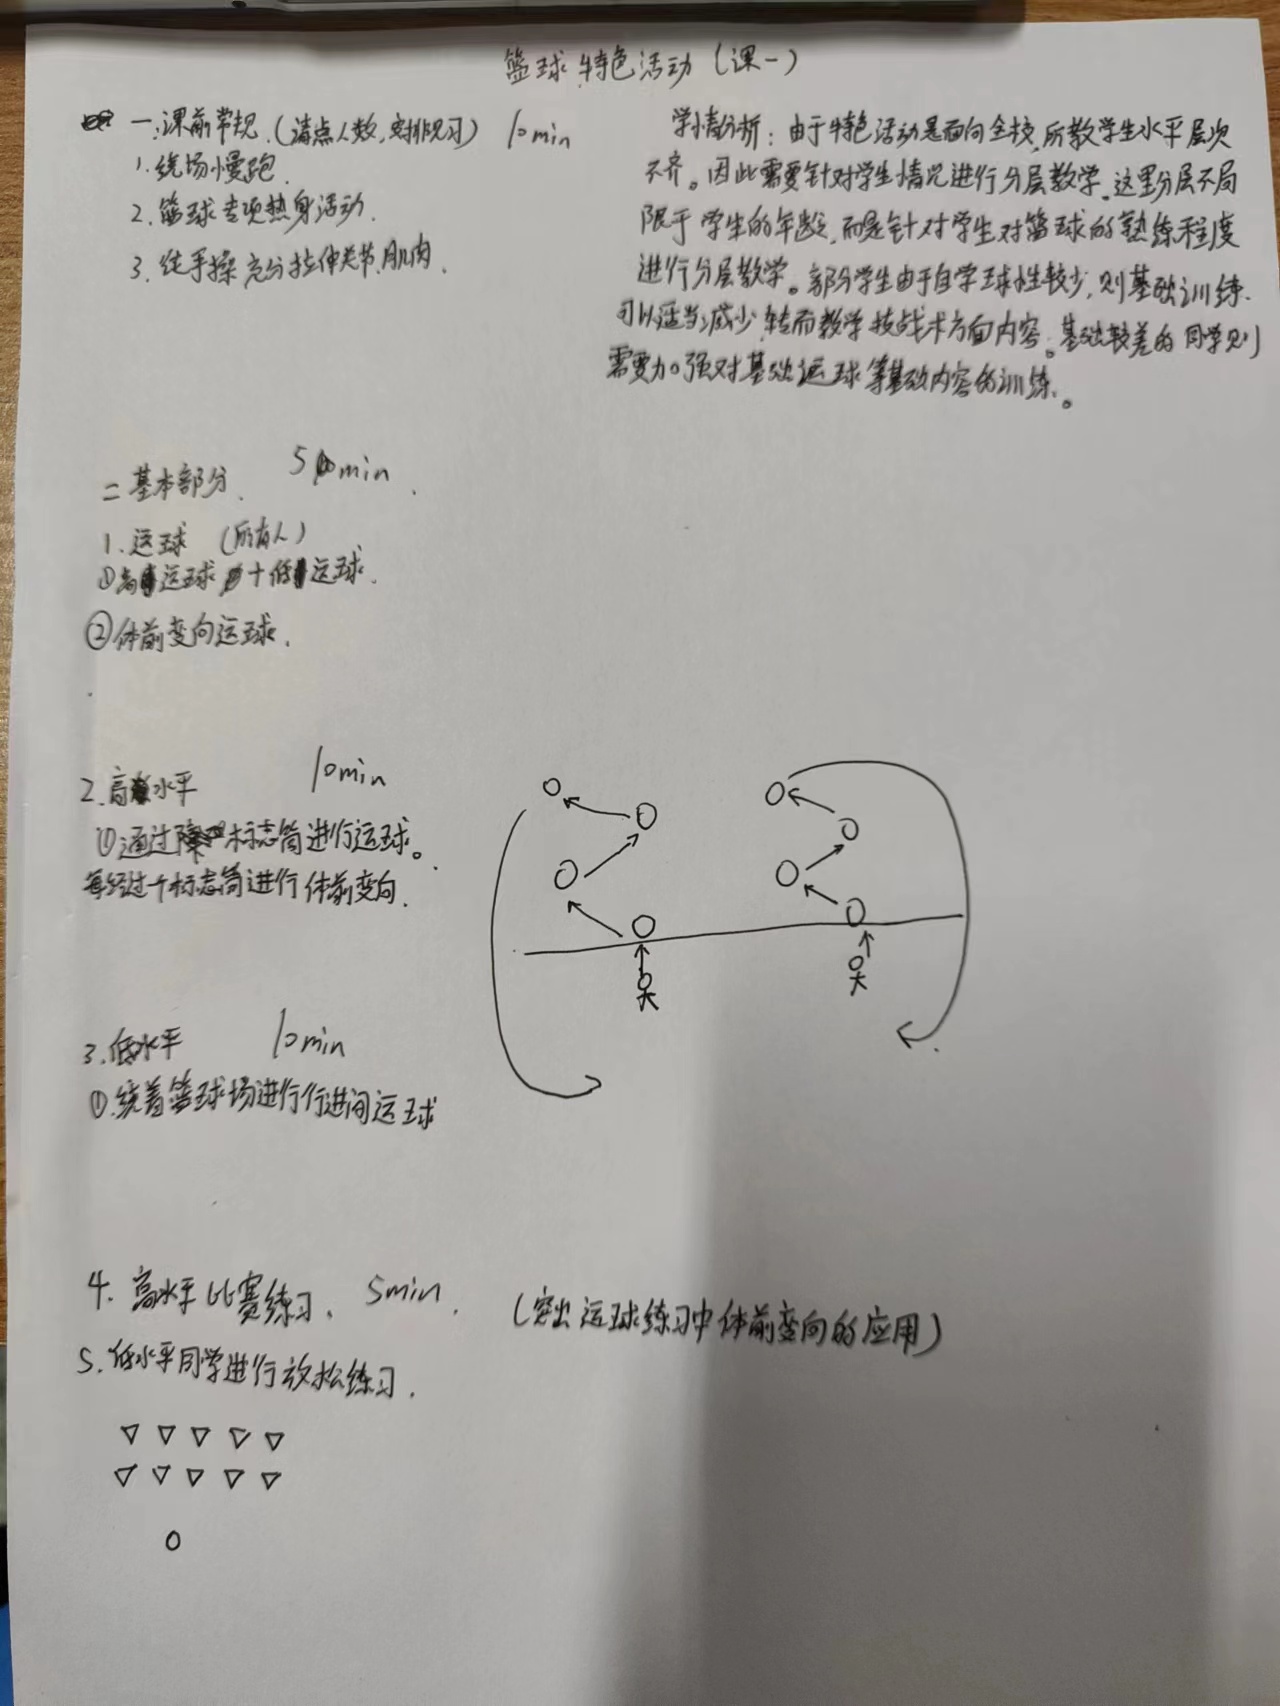 篮球特色活动(课一)
一.课前常规.(清点人数,安排见习) 10min
1.绕场慢跑.
2.篮球专项热身活动.
3.徒手操充分拉伸关节,肌肉.
学情分析:由于特色活动是面向全校,所教学生水平层次
不齐。因此需要针对学生情况进行分层教学.这里分层不局
限于学生的年龄,而是针对学生对篮球的熟练程度
进行分层教学。部分学生由于自学球性较少,则基础训练.
可以适当减少,转而教学技战术方面内容。基础较差的同学则
需要加强对基础运球等基础内容的训练.。
二基本部分. 5min.
1.运球 (所有人)
①高运球+低运球.
②体前变向运球.
2.高水平 10min
①通过标志筒进行运球。
每经过个标志筒进行体前变向.
3.低水平 10min
①.绕着篮球场进行行进间运球
4.高水平比赛练习. 5min. (突出运球练习中体前变向的应用)
5.低水平同学进行放松练习.